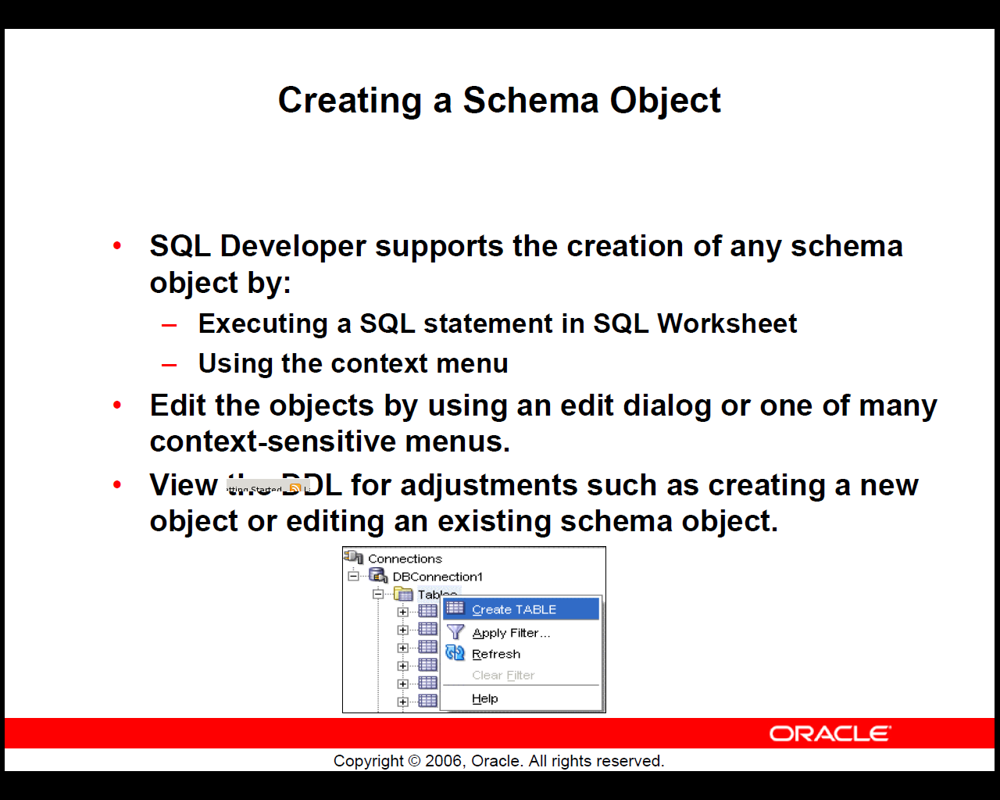 Creating a Schema Object
• SQL Developer supports the creation of any schema
object by:
– Executing a SQL statement in SQL Worksheet
– Using the context menu
• Edit the objects by using an edit dialog or one of many
context-sensitive menus.
• View the DDL for adjustments such as creating a new
object or editing an existing schema object.
Connections
DBConnection1
Tables
Create TABLE
Apply Filter...
Refresh
Clear Filter
Help
ORACLE
Copyright © 2006, Oracle. All rights reserved.